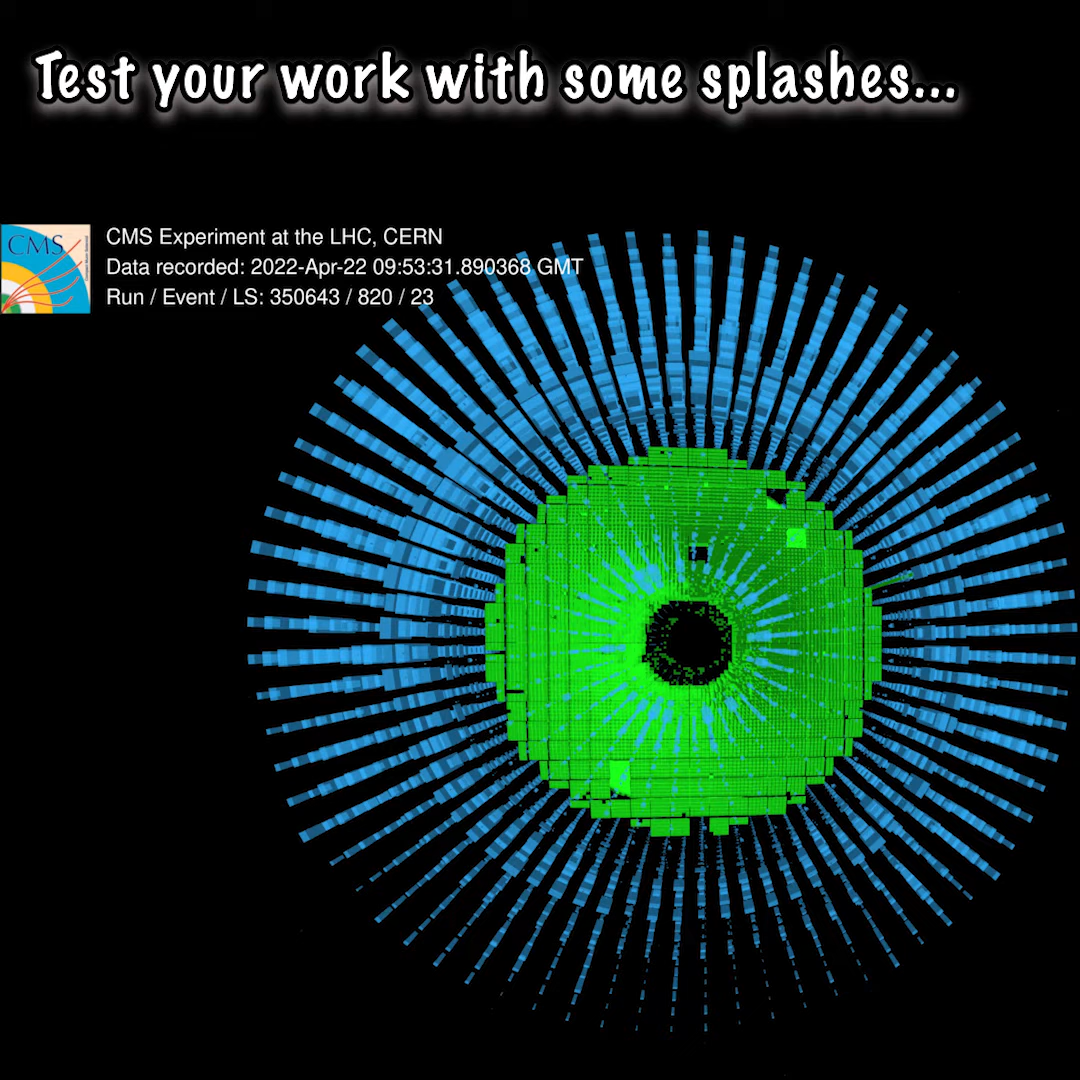 Test your work with some splashes...
CMS Experiment at the LHC, CERN
Data recorded: 2022-Apr-22 09:53:31.890368 GMT
Run / Event / LS: 350643 / 820 / 23
CMS